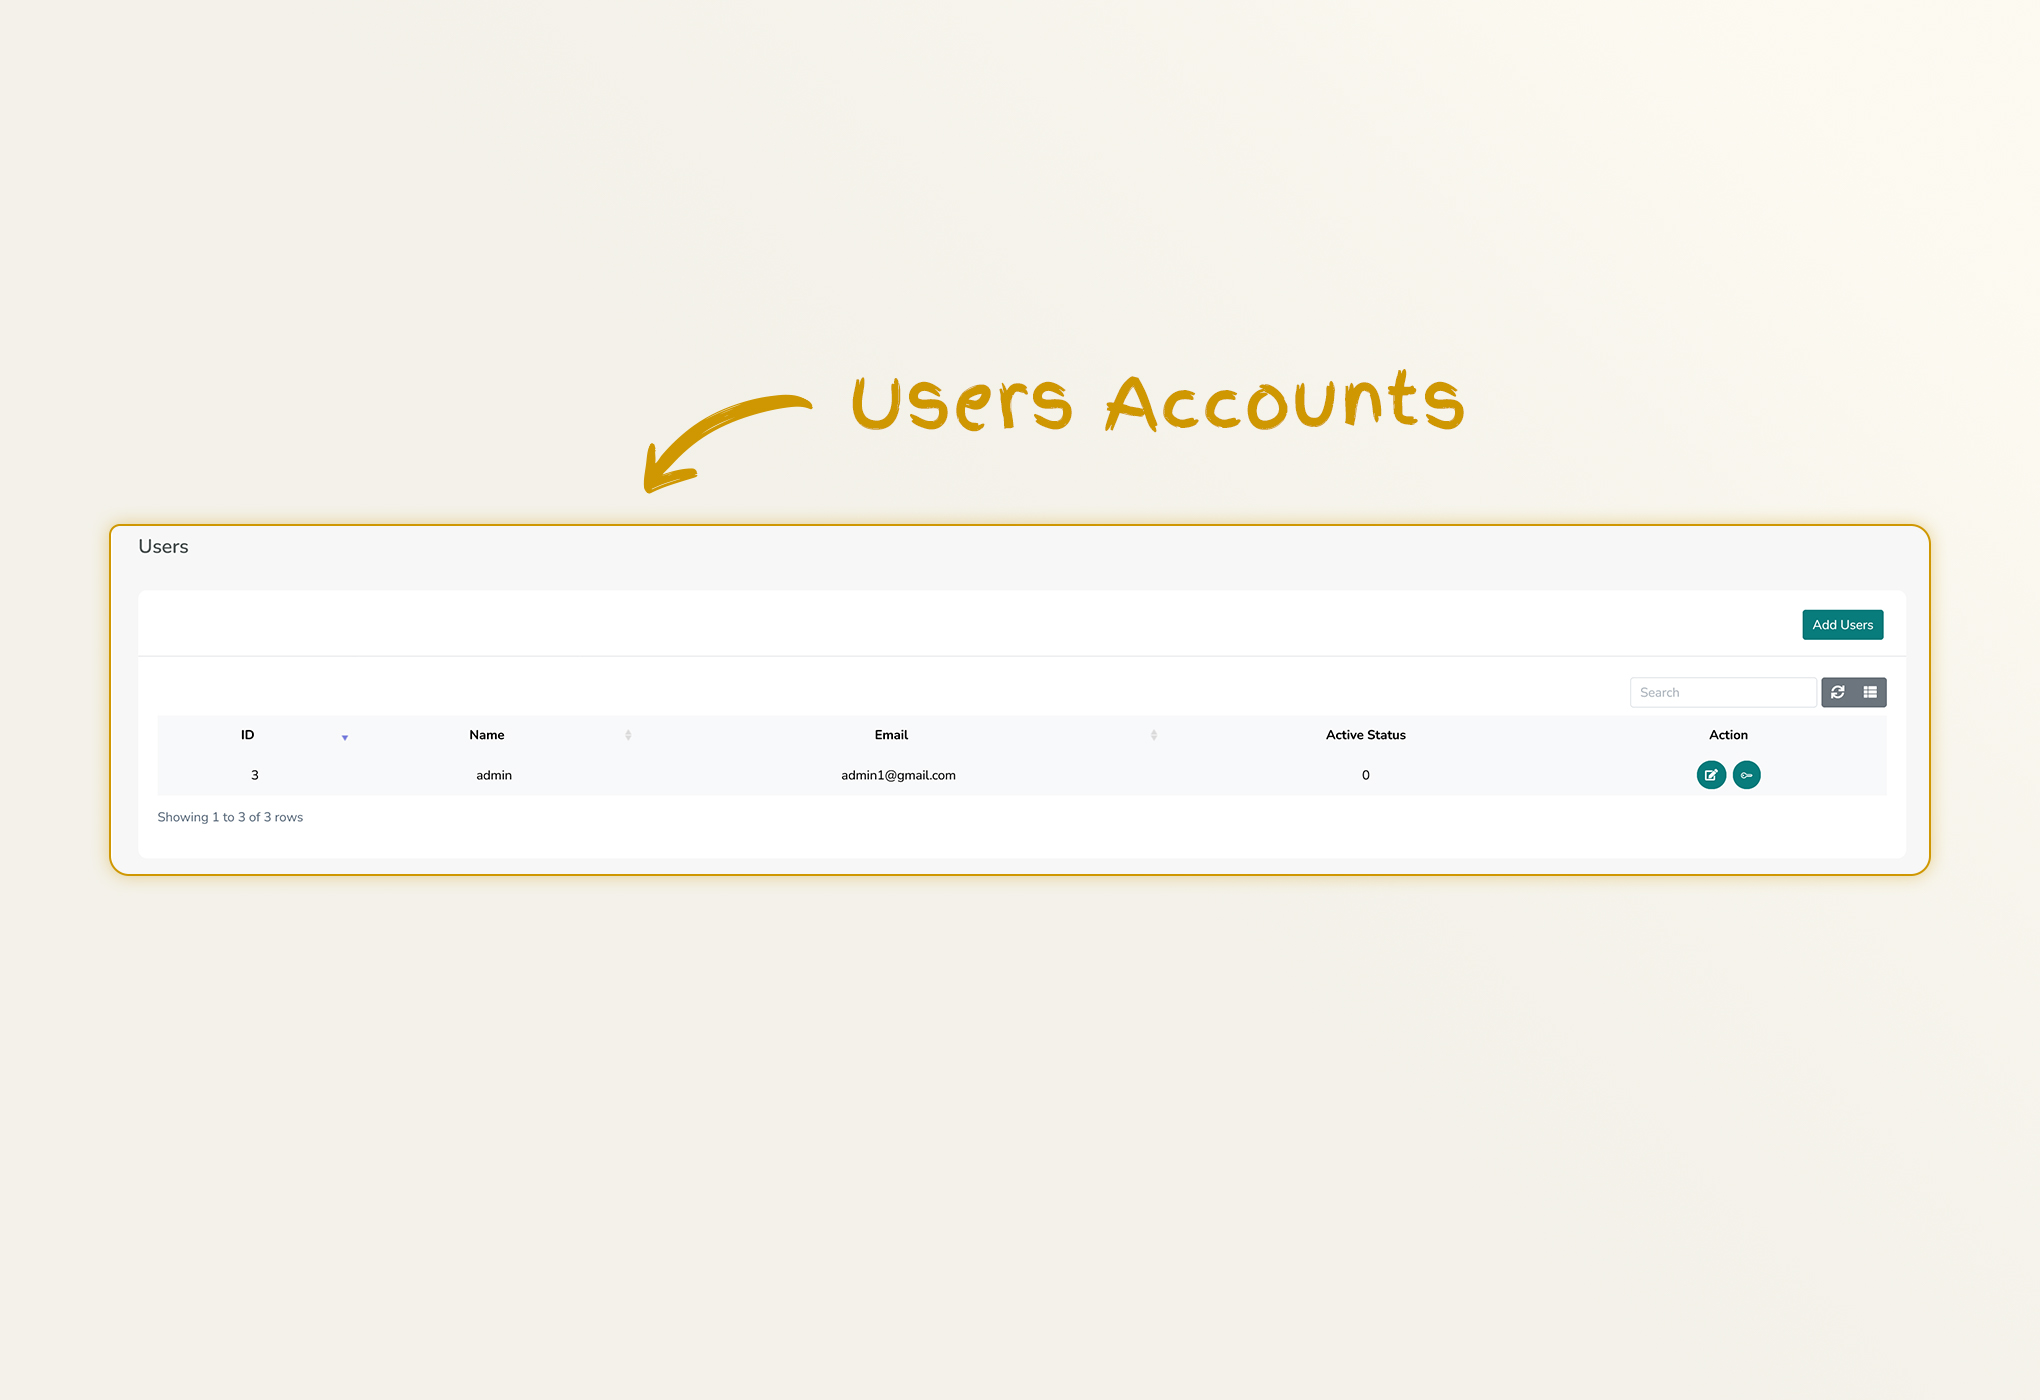 Users Accounts
Users
Add Users
Search
ID Name Email Active Status Action
3 admin admin1@gmail.com 0
Showing 1 to 3 of 3 rows